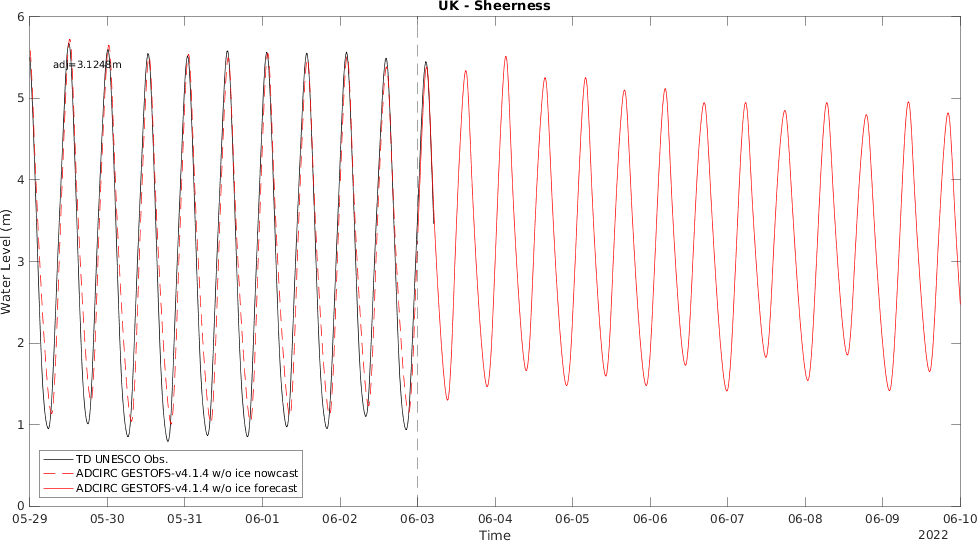 UK - Sheerness
6
adj=3.1248m
5
4
Water Level (m)
3
2
1
TD UNESCO Obs.
ADCIRC GESTOFS-v4.1.4 w/o ice nowcast
ADCIRC GESTOFS-v4.1.4 w/o ice forecast
0
05-29 05-30 05-31 06-01 06-02 06-03 06-04 06-05 06-06 06-07 06-08 06-09 06-10
Time
2022